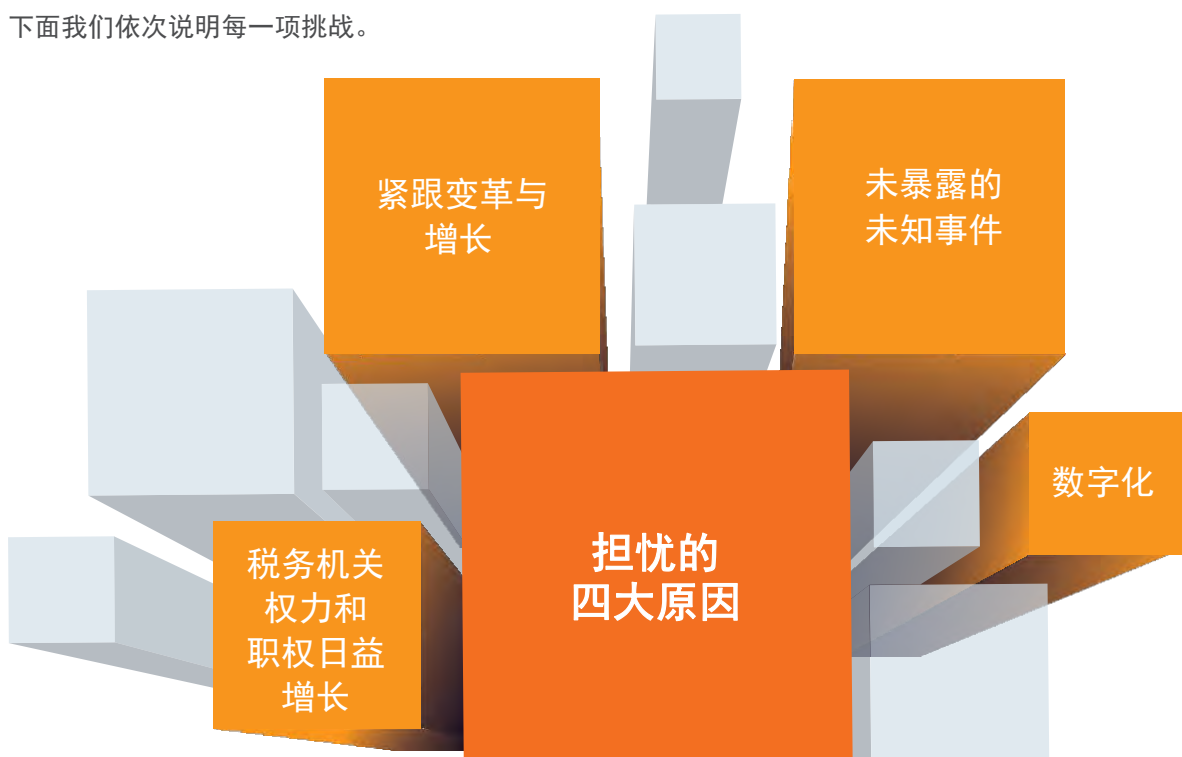 下面我们依次说明每一项挑战。
紧跟变革与
增长
未暴露的
未知事件
数字化
担忧的
四大原因
税务机关
权力和
职权日益
增长